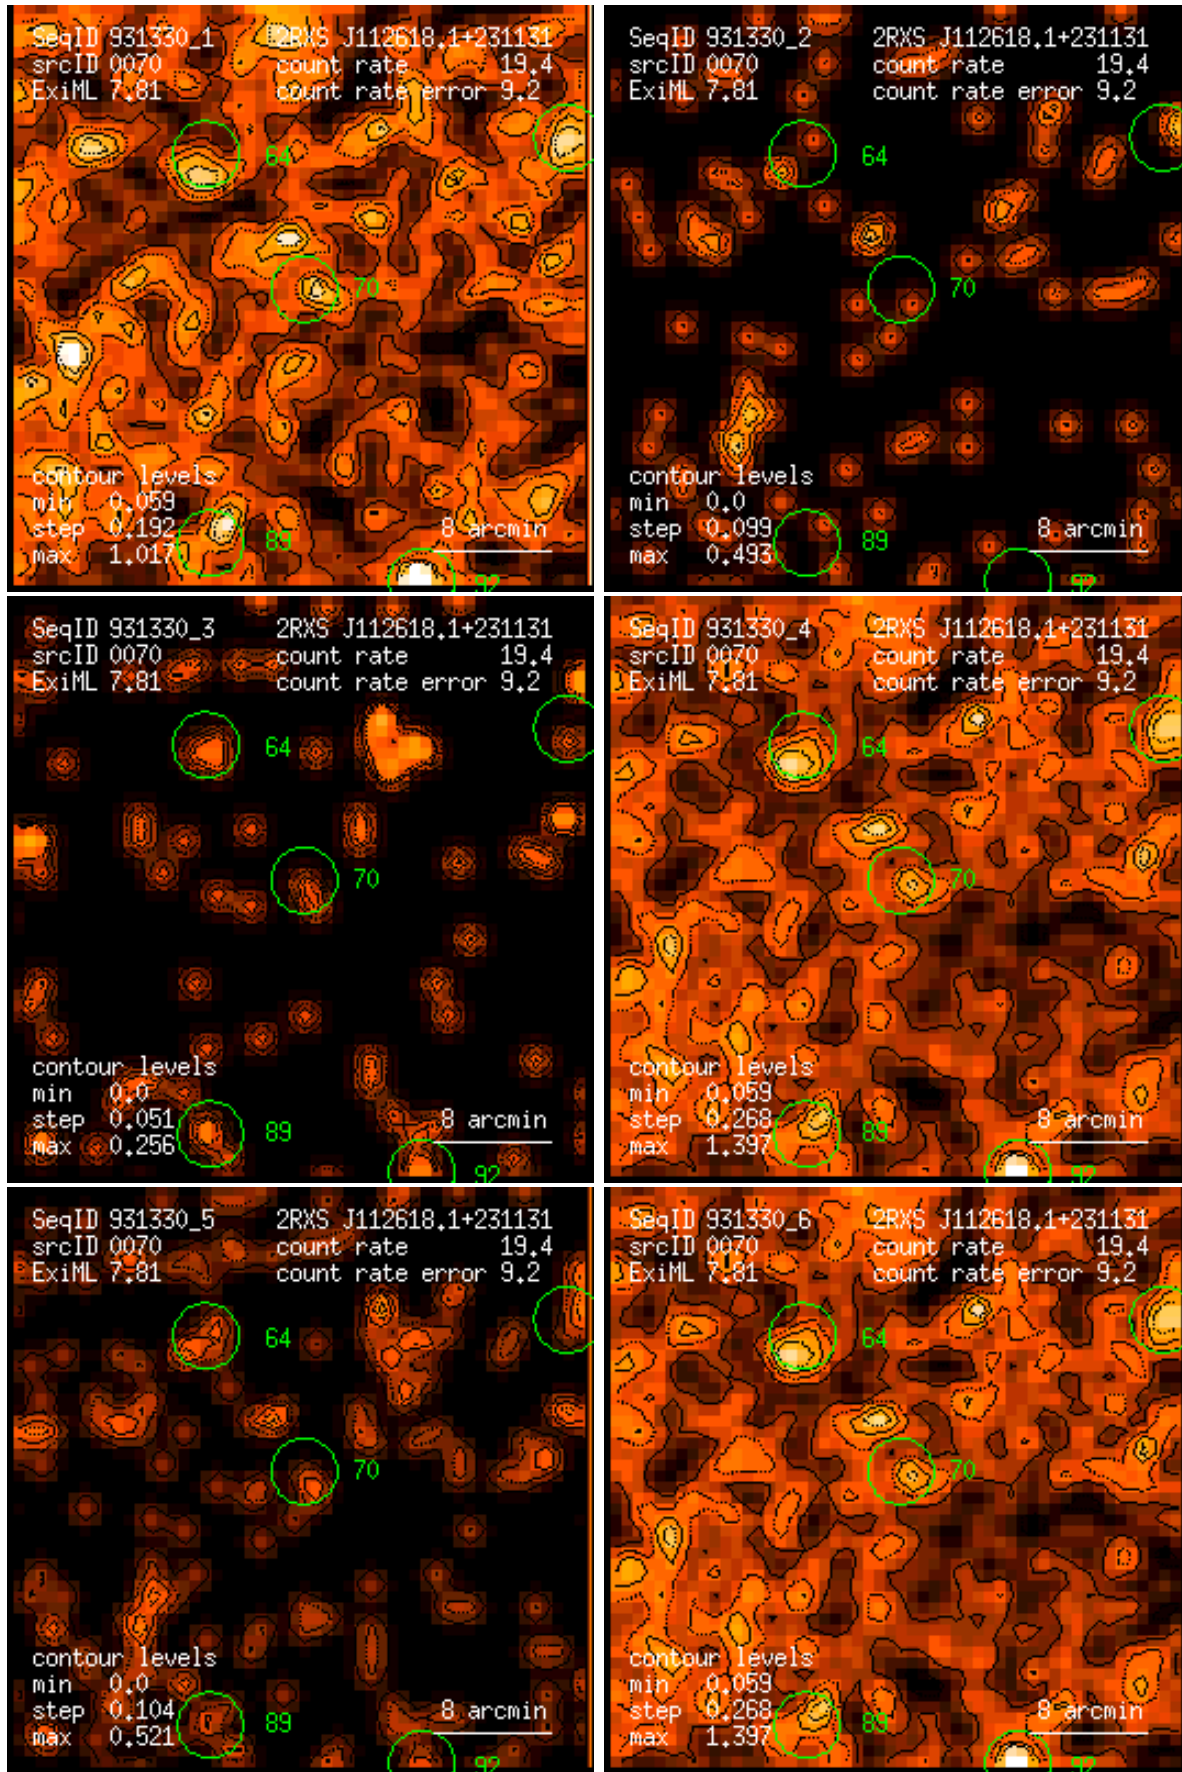 SeqID 931330_1 2RXS J112618.1+231131
srcID 0070 count rate 19.4
ExiML 7.81 count rate error 9.2
64
70
contour levels
min 0.059
step 0.192 8 arcmin
max 1.017 89
92
SeqID 931330_2 2RXS J112618.1+231131
srcID 0070 count rate 19.4
ExiML 7.81 count rate error 9.2
64
70
contour levels
min 0.0
step 0.099 8 arcmin
max 0.493 89
92
SeqID 931330_3 2RXS J112618.1+231131
srcID 0070 count rate 19.4
ExiML 7.81 count rate error 9.2
64
70
contour levels
min 0.0
step 0.051 8 arcmin
max 0.256 89
92
SeqID 931330_4 2RXS J112618.1+231131
srcID 0070 count rate 19.4
ExiML 7.81 count rate error 9.2
64
70
contour levels
min 0.059
step 0.268 8 arcmin
max 1.397 89
92
SeqID 931330_5 2RXS J112618.1+231131
srcID 0070 count rate 19.4
ExiML 7.81 count rate error 9.2
64
70
contour levels
min 0.0
step 0.104 8 arcmin
max 0.521 89
92
SeqID 931330_6 2RXS J112618.1+231131
srcID 0070 count rate 19.4
ExiML 7.81 count rate error 9.2
64
70
contour levels
min 0.059
step 0.268 8 arcmin
max 1.397 89
92